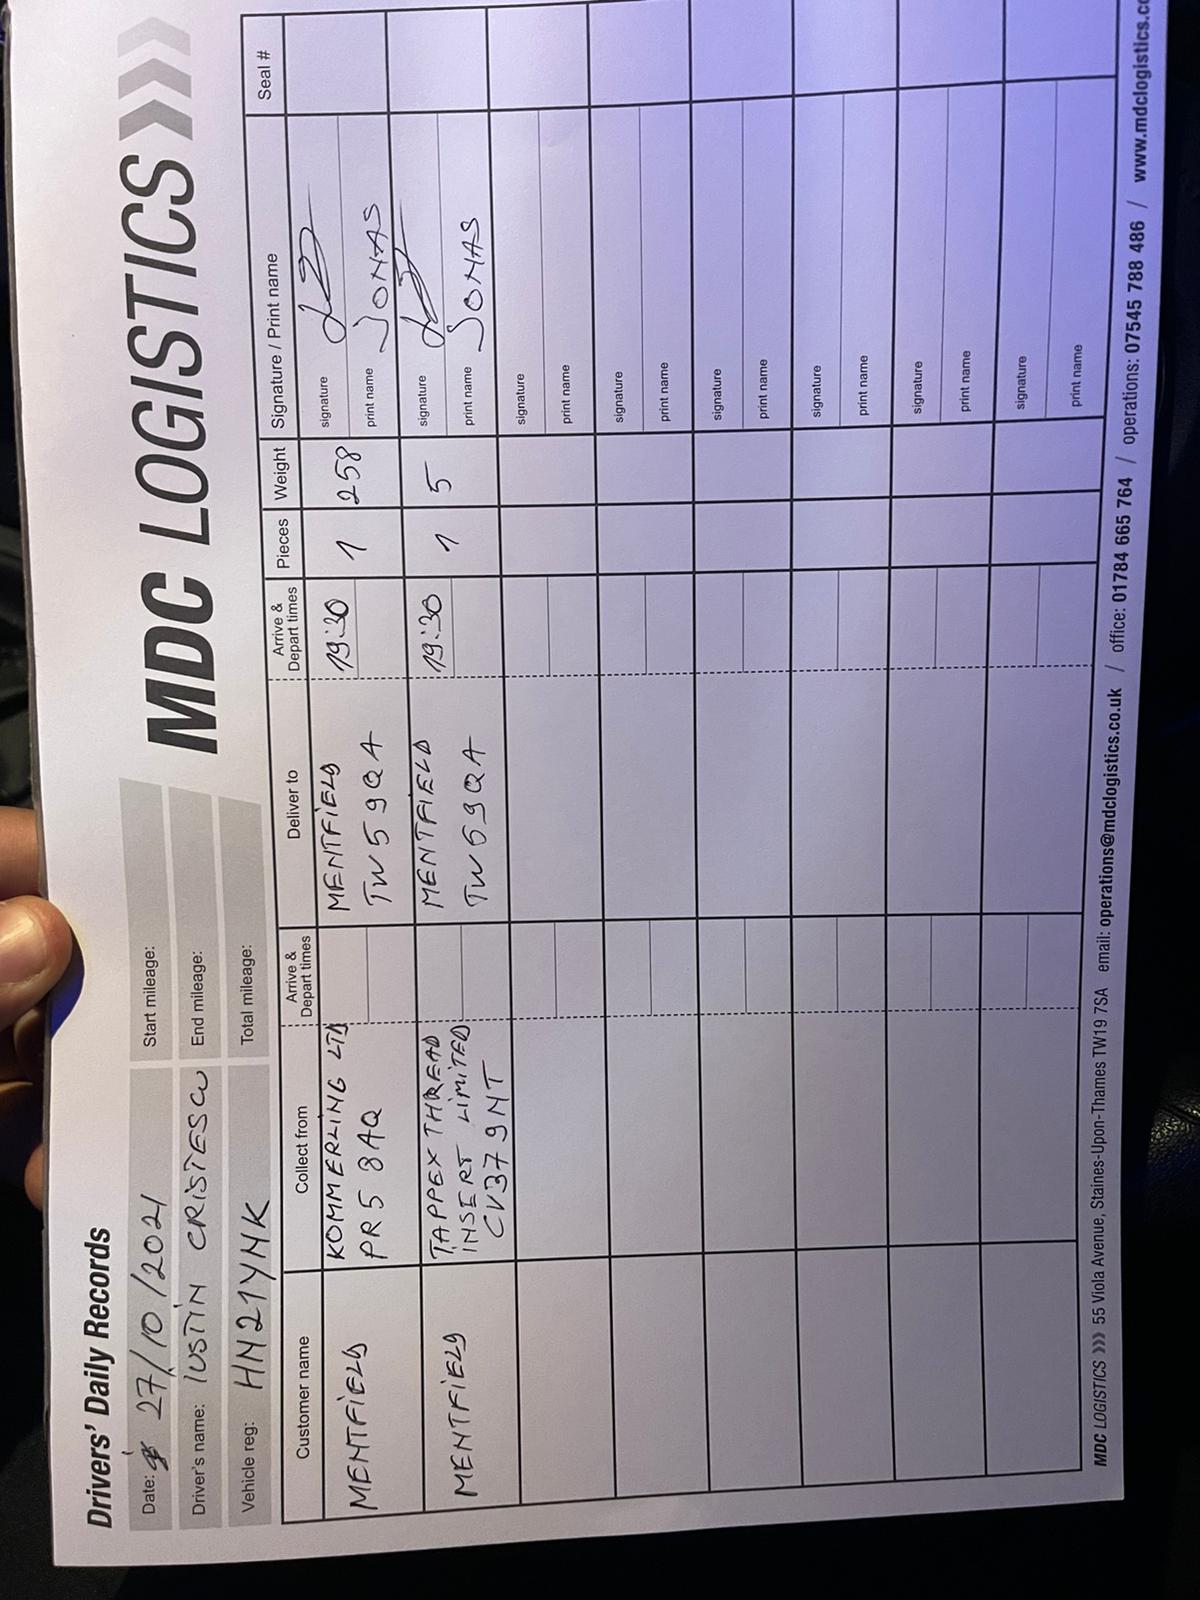 Drivers' Daily Records
MDC LOGISTICS
Date: 27/10/2021
Start mileage:
Driver's name: IUSTIN CRISTESCU
End mileage:
Vehicle reg: HN21YNK
Total mileage:
Customer name Collect from Arrive & Depart times Deliver to Arrive & Depart times Pieces Weight Signature / Print name Seal #
MENTFIELD KOMMERLING LTD MENTFIELD 19:30 1 258 signature
PR5 8AQ TW5 9QA print name JONAS
MENTFIELD TAPPEX THREAD MENTFIELD 19:30 1 5 signature
INSERT LIMITED TW69QA print name JONAS
CV37 9NT
signature
print name
signature
print name
signature
print name
signature
print name
signature
print name
signature
print name
MDC LOGISTICS >>> 55 Viola Avenue, Staines-Upon-Thames TW19 7SA email: operations@mdclogistics.co.uk / office: 01784 665 764 / operations: 07545 788 486 / www.mdclogistics.co